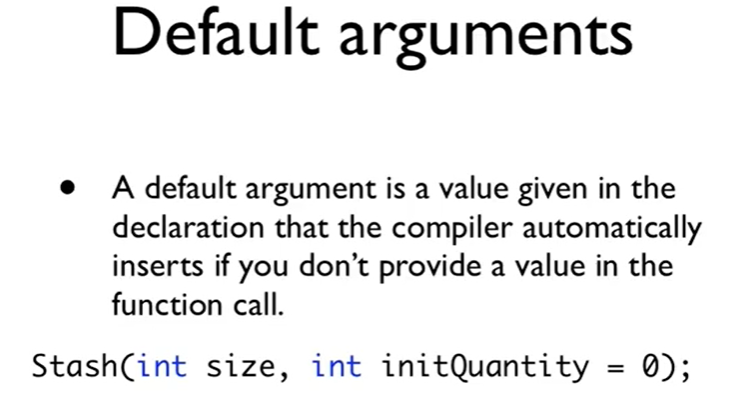 Default arguments
• A default argument is a value given in the
declaration that the compiler automatically
inserts if you don’t provide a value in the
function call.
Stash(int size, int initQuantity = 0);